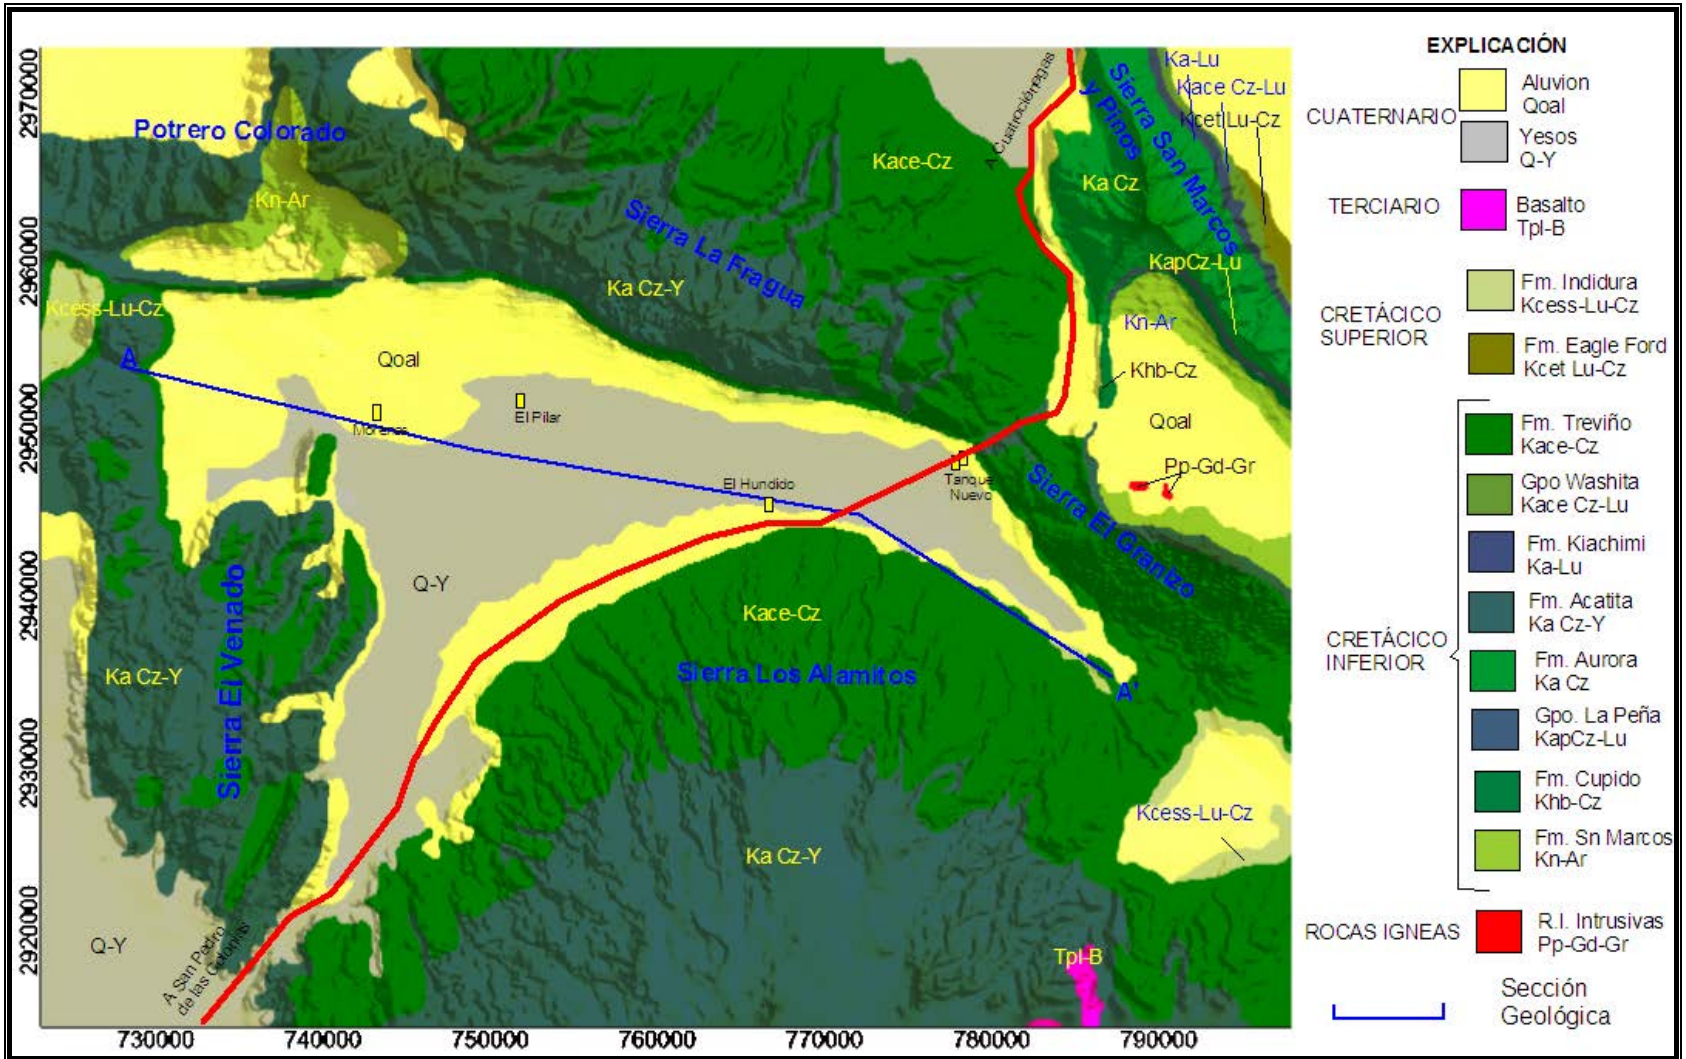 EXPLICACIÓN
CUATERNARIO
Aluvion
Qoal
Yesos
Q-Y
TERCIARIO
Basalto
Tpl-B
CRETÁCICO
SUPERIOR
Fm. Indidura
Kcess-Lu-Cz
Fm. Eagle Ford
Kcet Lu-Cz
CRETÁCICO
INFERIOR
Fm. Treviño
Kace-Cz
Gpo Washita
Kace Cz-Lu
Fm. Kiachimi
Ka-Lu
Fm. Acatita
Ka Cz-Y
Fm. Aurora
Ka Cz
Gpo. La Peña
KapCz-Lu
Fm. Cupido
Khb-Cz
Fm. Sn Marcos
Kn-Ar
ROCAS IGNEAS
R.I. Intrusivas
Pp-Gd-Gr
Sección
Geológica
Potrero Colorado
Kn-Ar
Kcess-Lu-Cz
A
Qoal
Morenos
El Pilar
Sierra La Fragua
Ka Cz-Y
Kace-Cz
A Cuatrociénegas
Sierra San Marcos
y Pinos
Ka-Lu
Kace Cz-Lu
Kcet Lu-Cz
Ka Cz
KapCz-Lu
Kn-Ar
Khb-Cz
Qoal
Pp-Gd-Gr
El Hundido
Tanque
Nuevo
Sierra El Granizo
Q-Y
Kace-Cz
Sierra Los Alamitos
A'
Ka Cz-Y
Sierra El Venado
Kcess-Lu-Cz
Ka Cz-Y
Q-Y
A San Pedro
de las Colonias
Tpl-B
2970000
2960000
2950000
2940000
2930000
2920000
730000
740000
750000
760000
770000
780000
790000